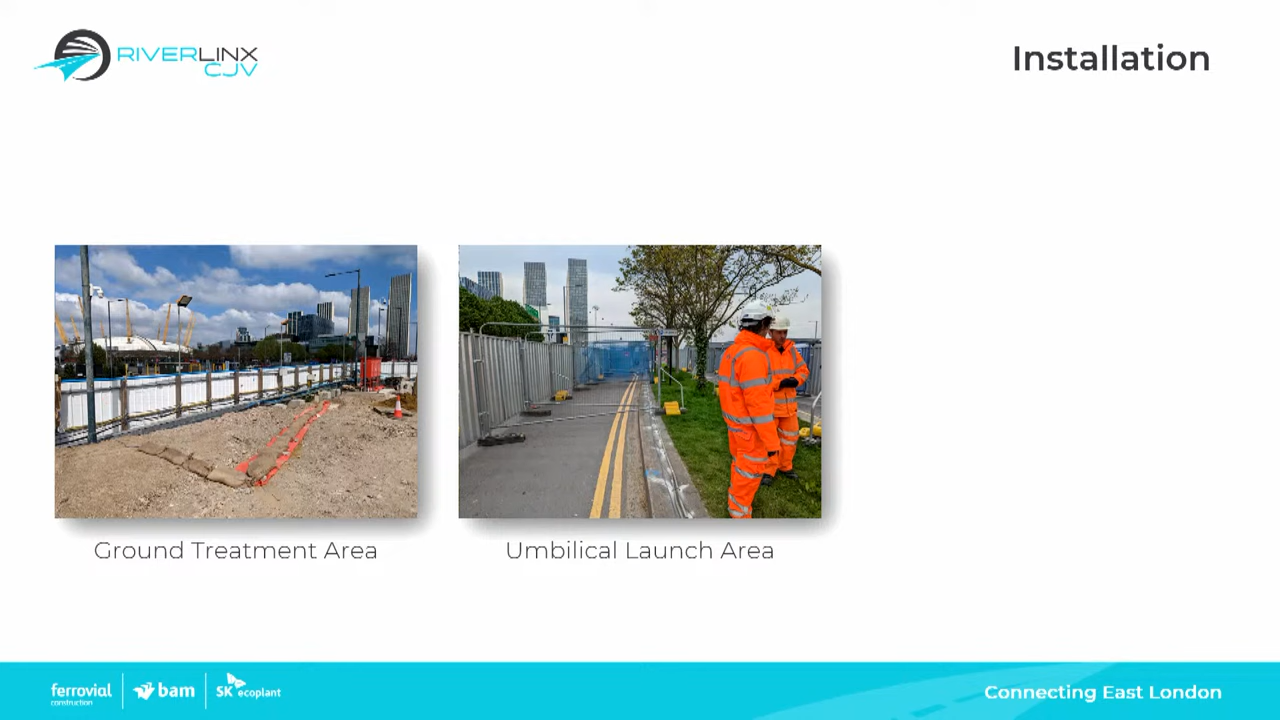 RIVERLINX
CJV
Installation
Ground Treatment Area
Umbilical Launch Area
ferrovial
construction
bam
SK ecoplant
Connecting East London